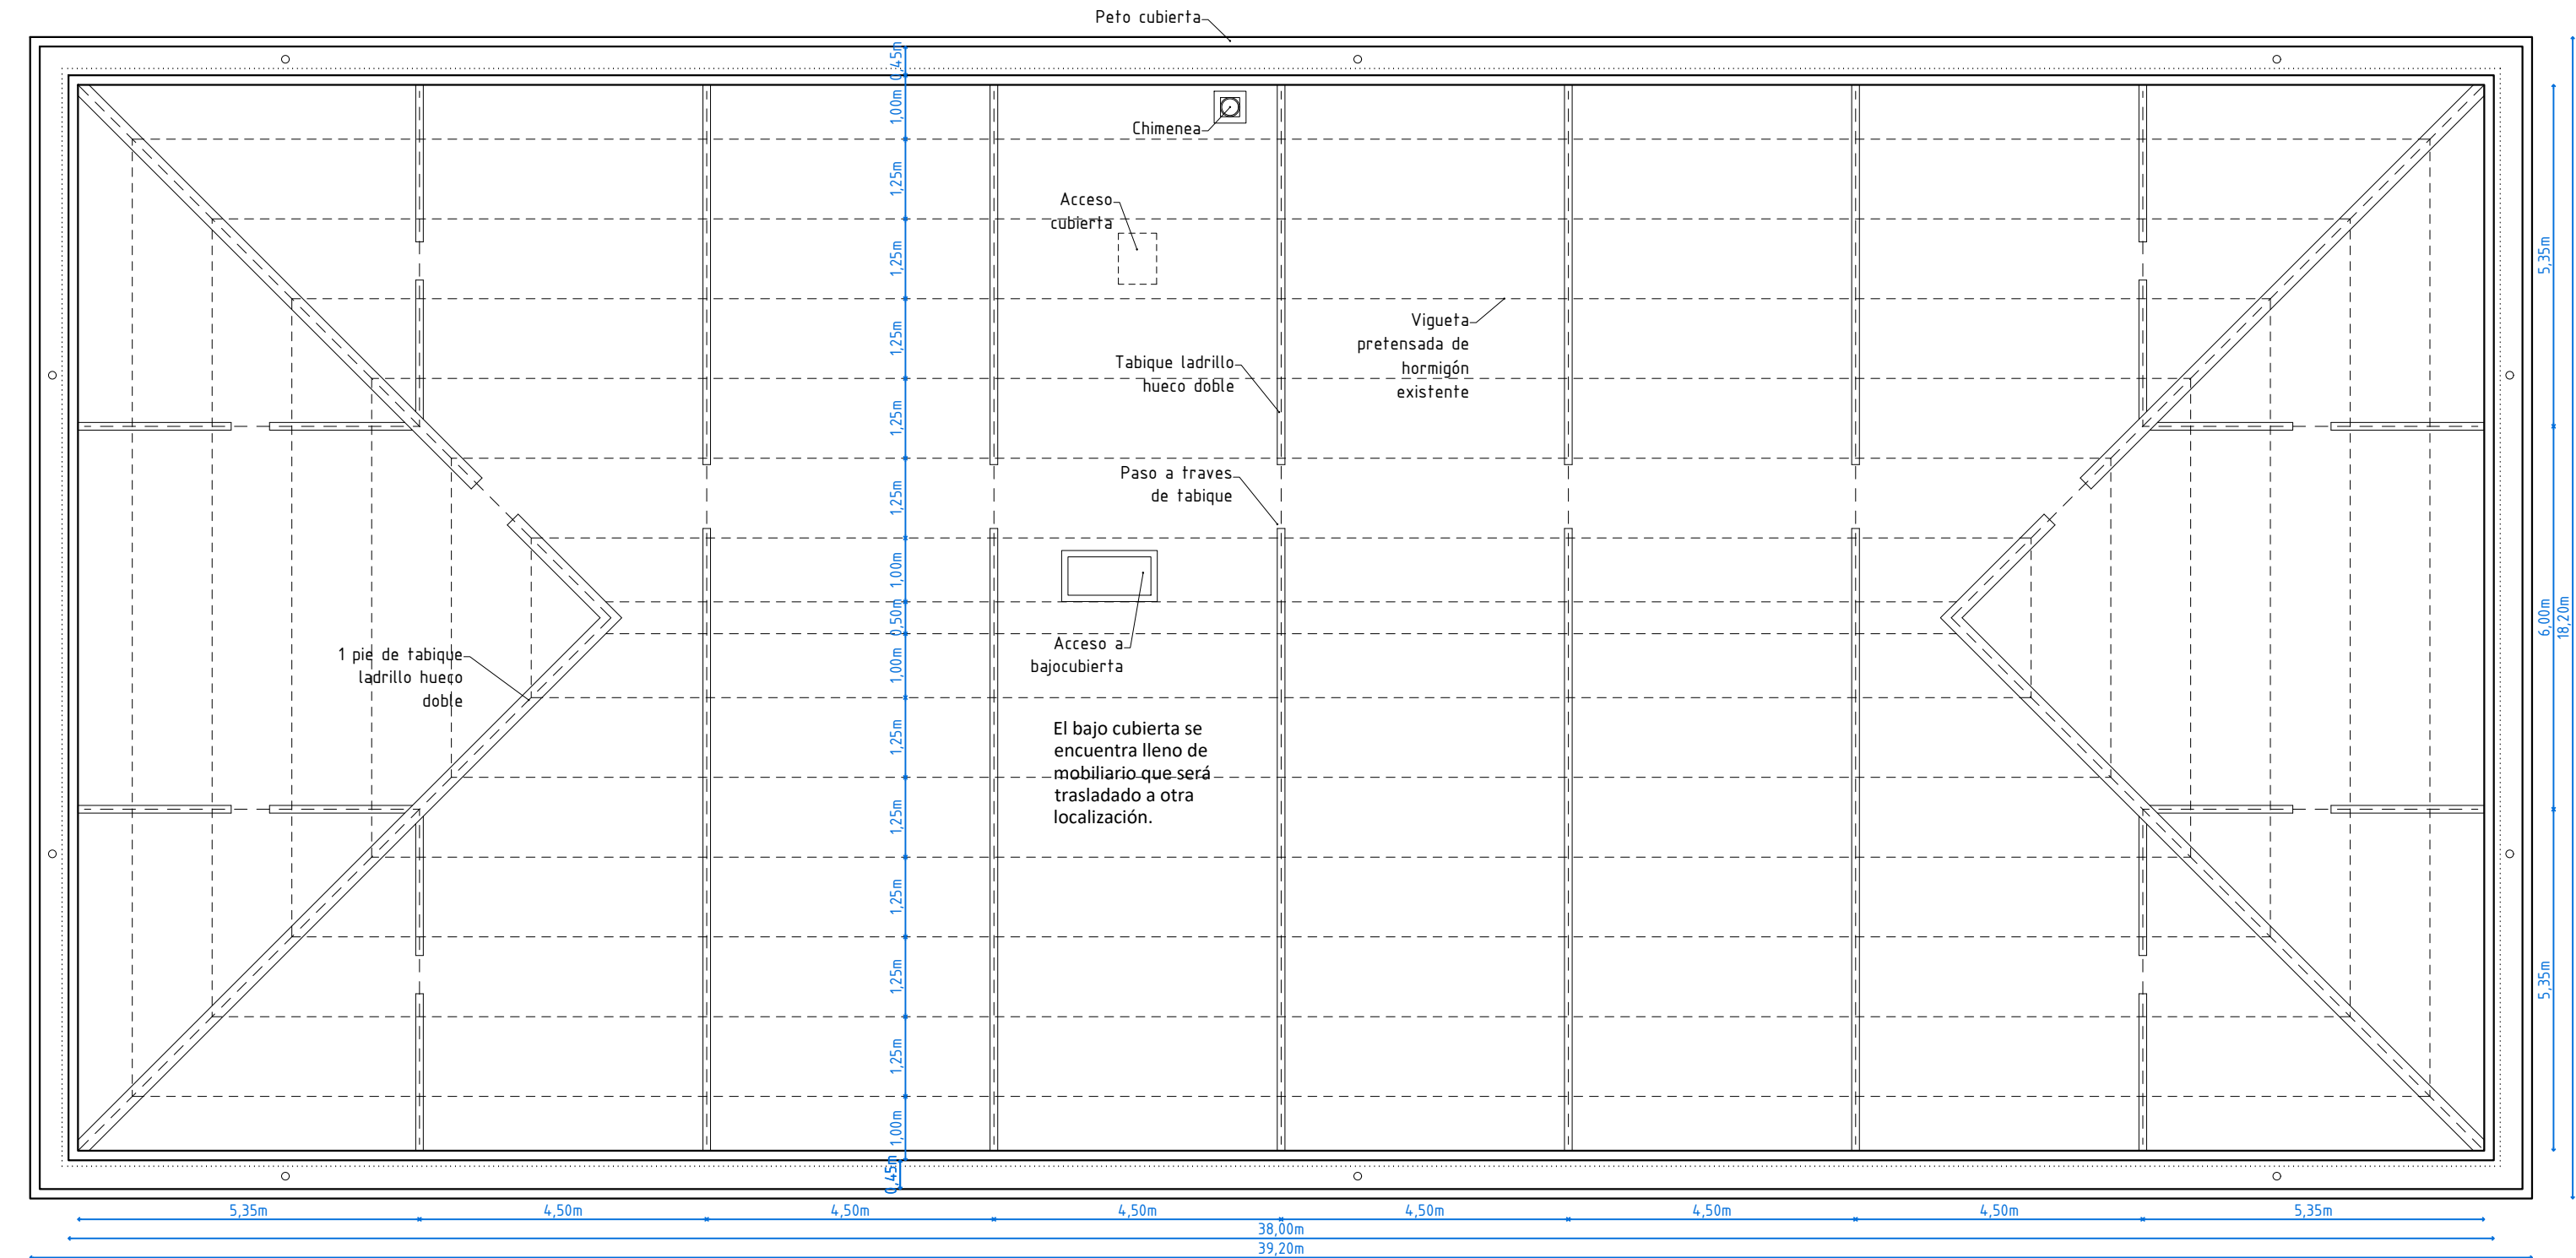 Peto cubierta
0,45m
1,00m
Chimenea
1,25m
Acceso
cubierta
1,25m
5,35m
Vigueta
pretensada de
hormigón
existente
1,25m
Tabique ladrillo
hueco doble
1,25m
Paso a traves
de tabique
1,25m
1,00m
0,50m
6,00m
18,20m
Acceso a
bajocubierta
1,00m
1 pie de tabique
ladrillo hueco
doble
El bajo cubierta se
encuentra lleno de
mobiliario que será
trasladado a otra
localización.
1,25m
1,25m
1,25m
1,25m
5,35m
1,25m
1,00m
0,45m
5,35m
4,50m
4,50m
4,50m
4,50m
4,50m
4,50m
5,35m
38,00m
39,20m